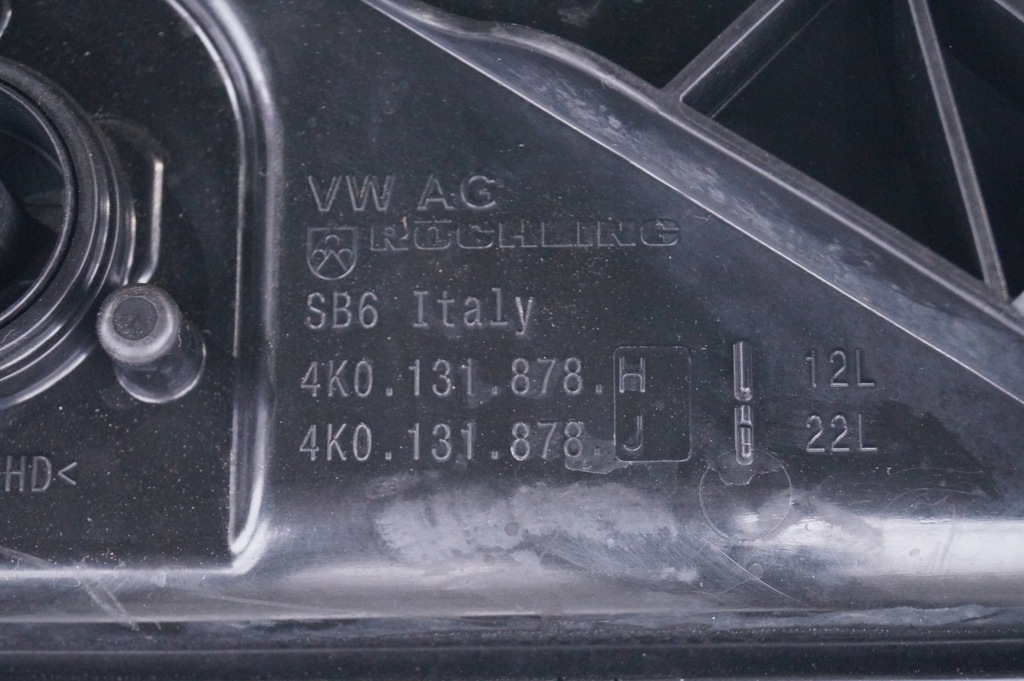 VW AG
RÖCHLING
SB6 Italy
4K0.131.878.H 12L
4K0.131.878.J 22L
HD<